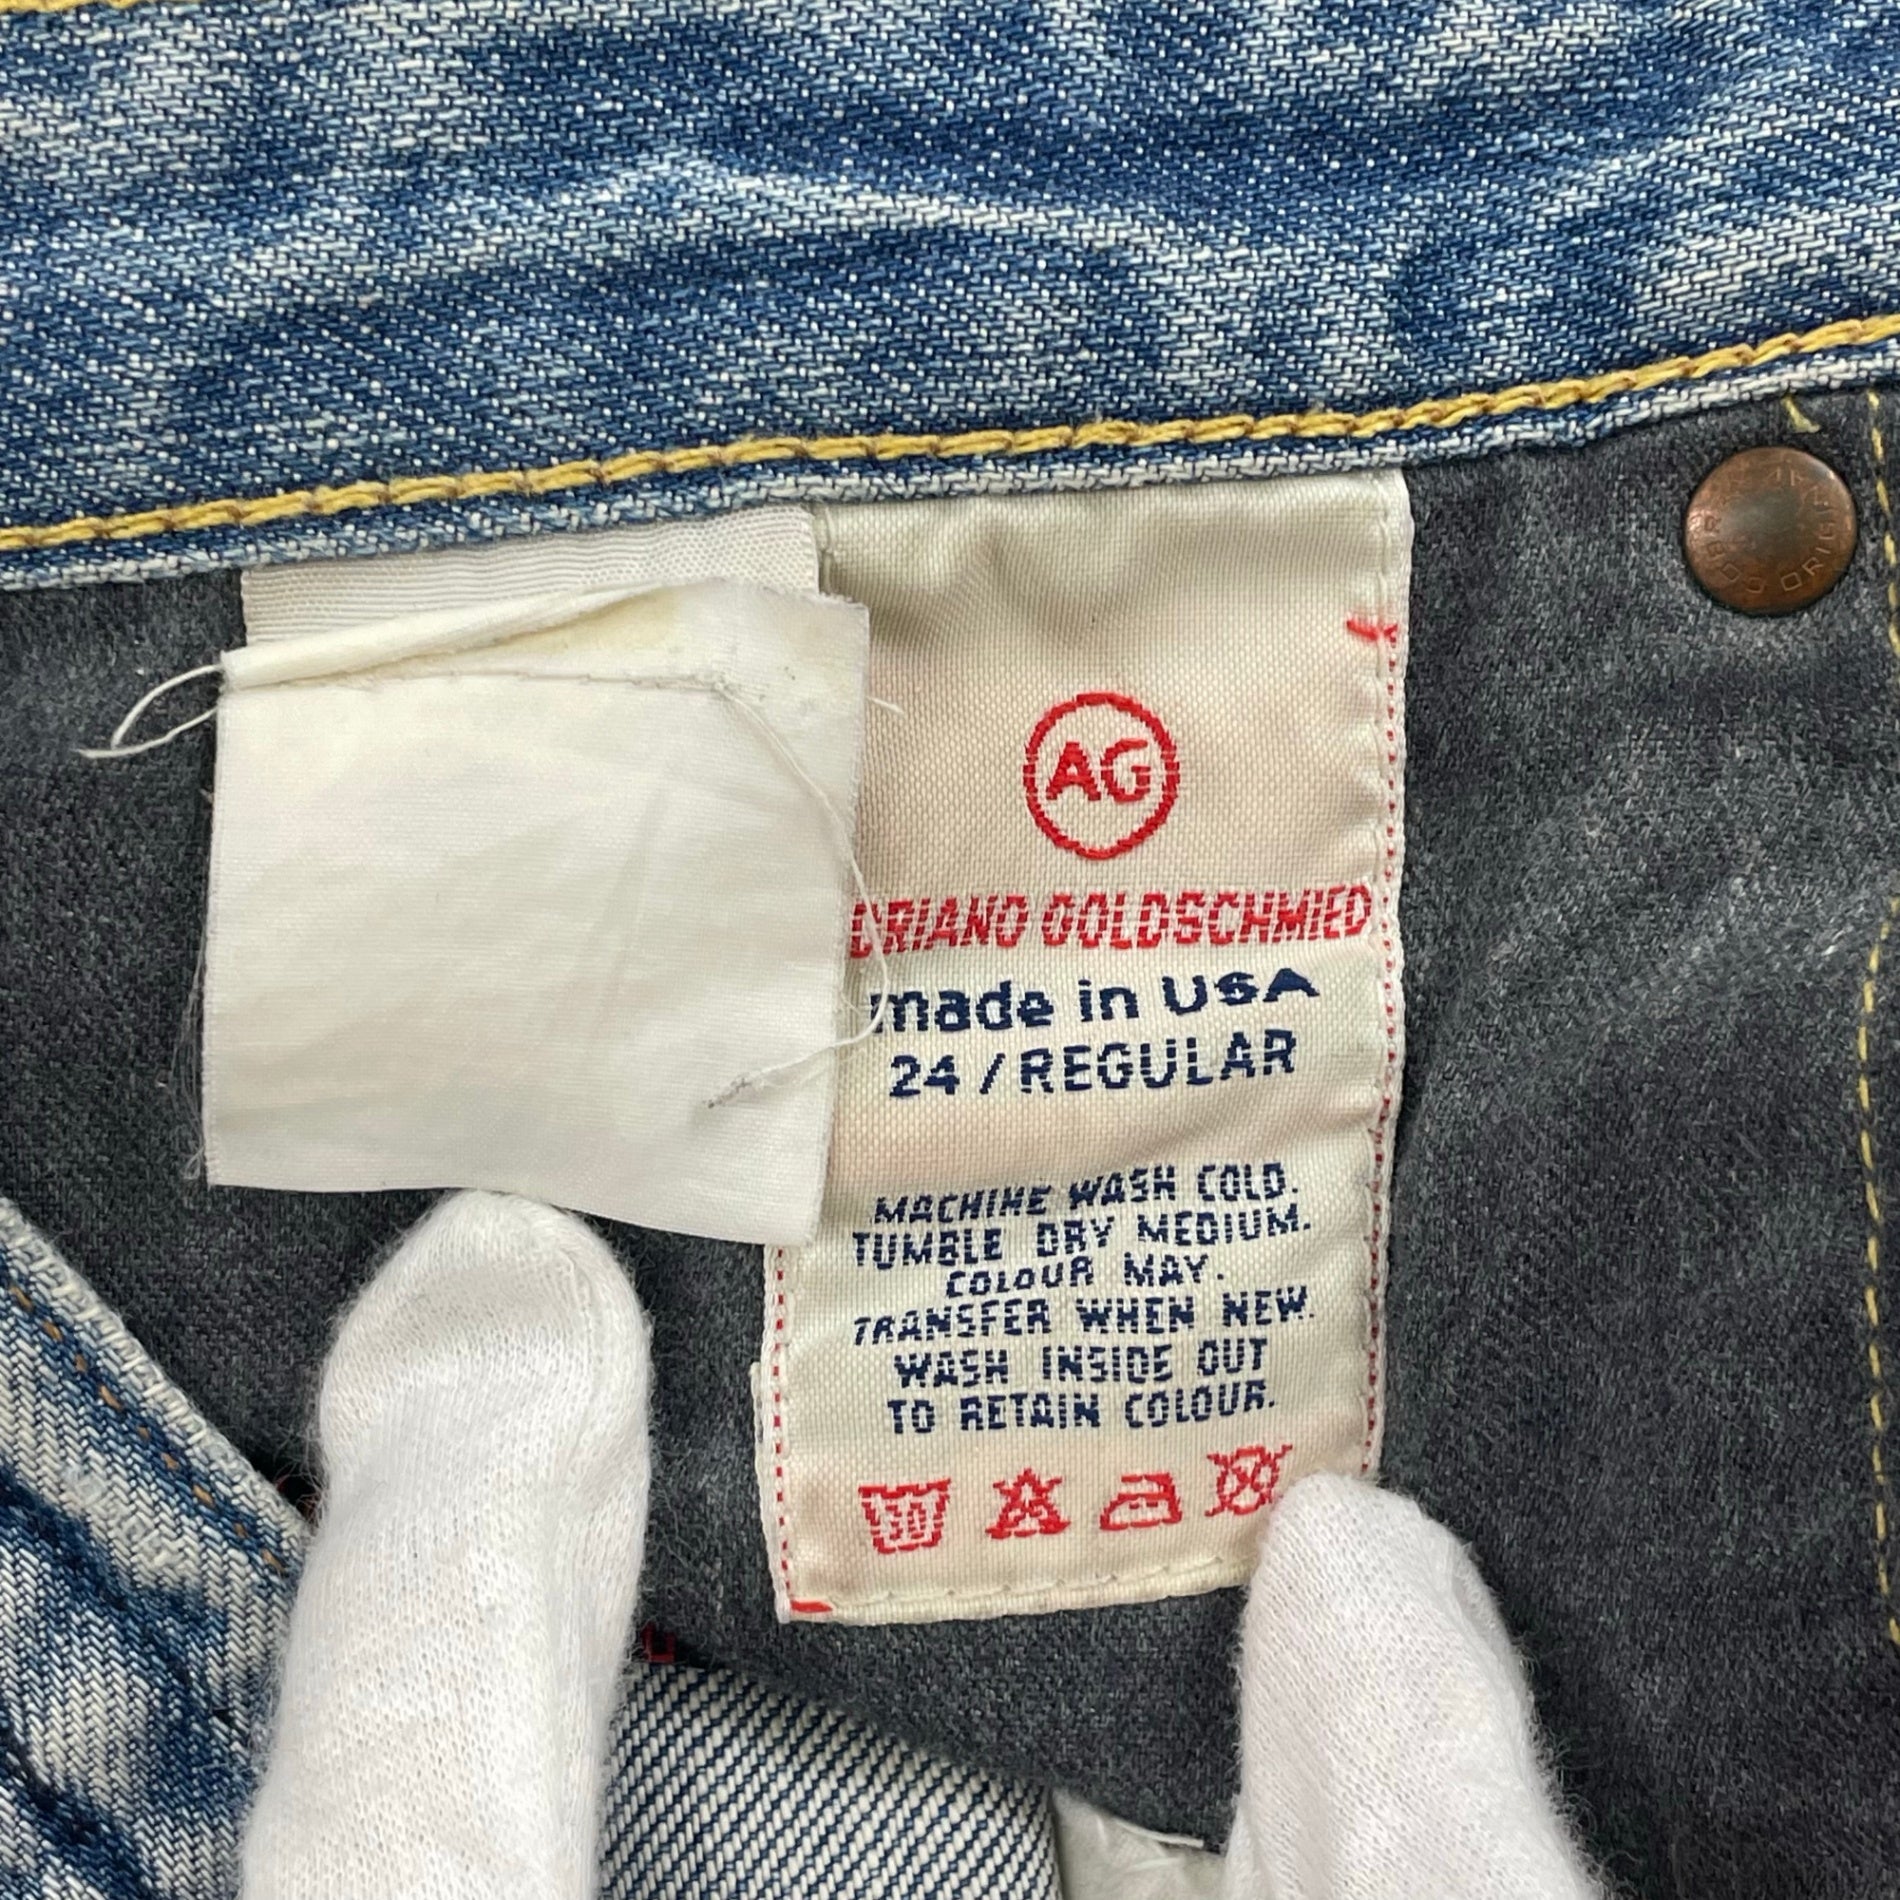 AG
DRIANO GOLDSCHMIED
made in USA
24 / REGULAR
MACHINE WASH COLD.
TUMBLE DRY MEDIUM.
COLOUR MAY.
TRANSFER WHEN NEW.
WASH INSIDE OUT
TO RETAIN COLOUR.
30